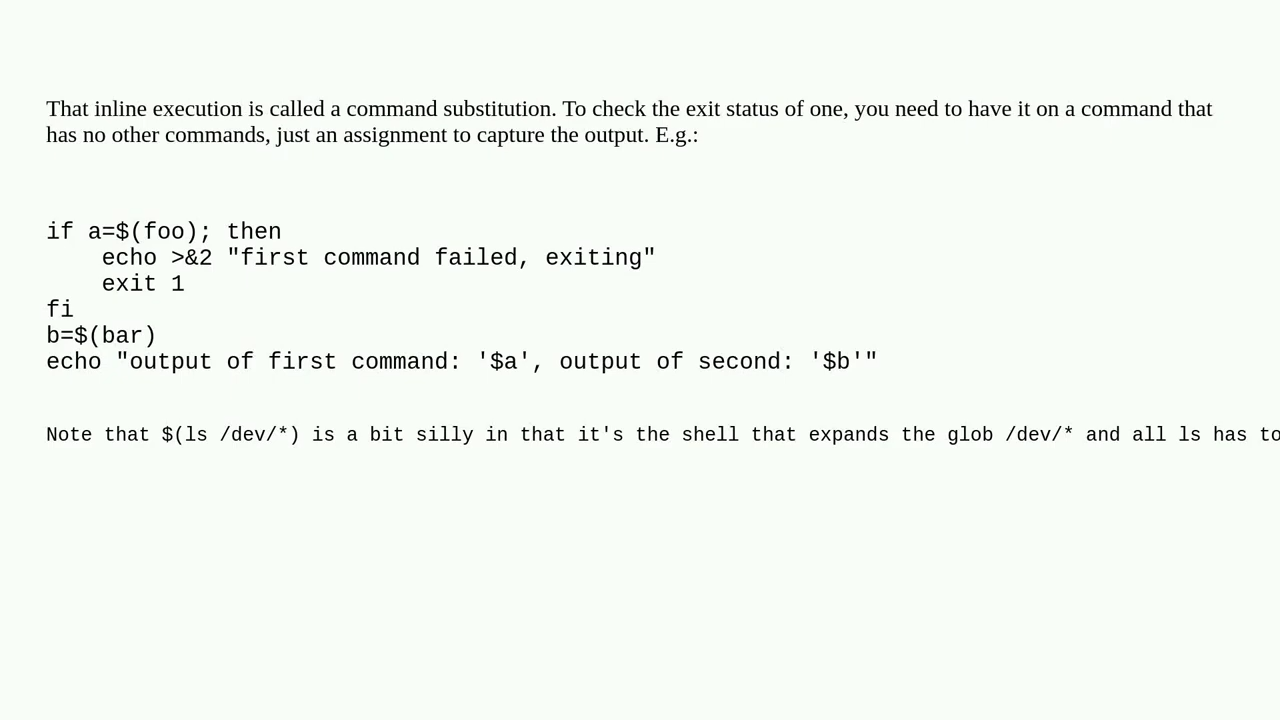 That inline execution is called a command substitution. To check the exit status of one, you need to have it on a command that
has no other commands, just an assignment to capture the output. E.g.:
if a=$(foo); then
    echo >&2 "first command failed, exiting"
    exit 1
fi
b=$(bar)
echo "output of first command: '$a', output of second: '$b'"
Note that $(ls /dev/*) is a bit silly in that it's the shell that expands the glob /dev/* and all ls has to